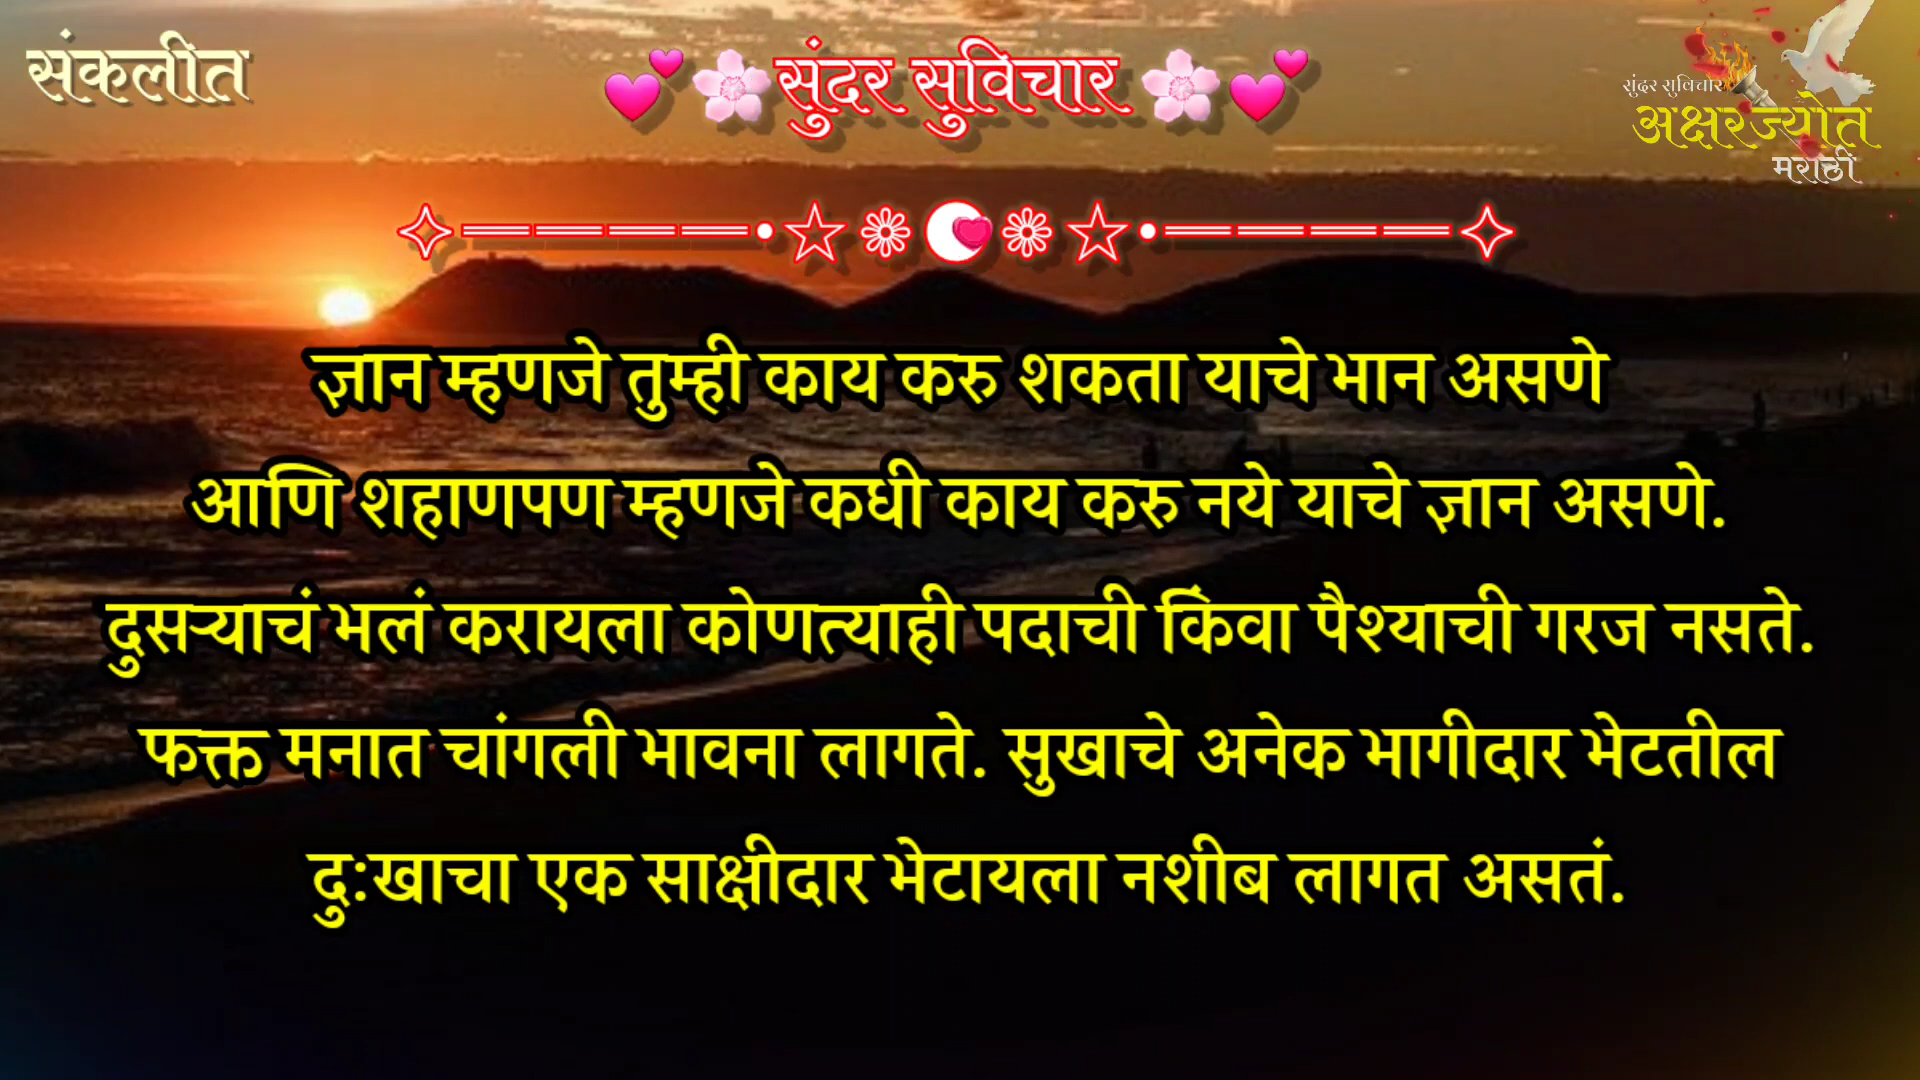 संकलीत
💕🌸सुंदर सुविचार 🌸💕
सुंदर सुविचार
अक्षरज्योत
मराठी
✧════•☆❁🌘❁☆•════✧
ज्ञान म्हणजे तुम्ही काय करु शकता याचे भान असणे
आणि शहाणपण म्हणजे कधी काय करु नये याचे ज्ञान असणे.
दुसऱ्याचं भलं करायला कोणत्याही पदाची किंवा पैश्याची गरज नसते.
फक्त मनात चांगली भावना लागते. सुखाचे अनेक भागीदार भेटतील
दु:खाचा एक साक्षीदार भेटायला नशीब लागत असतं.